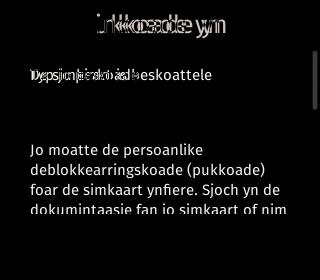 Jo moatte de persoanlike
deblokkearringskoade (pukkoade)
foar de simkaart ynfiere. Sjoch yn de
dokumintaasje fan jo simkaart of nim